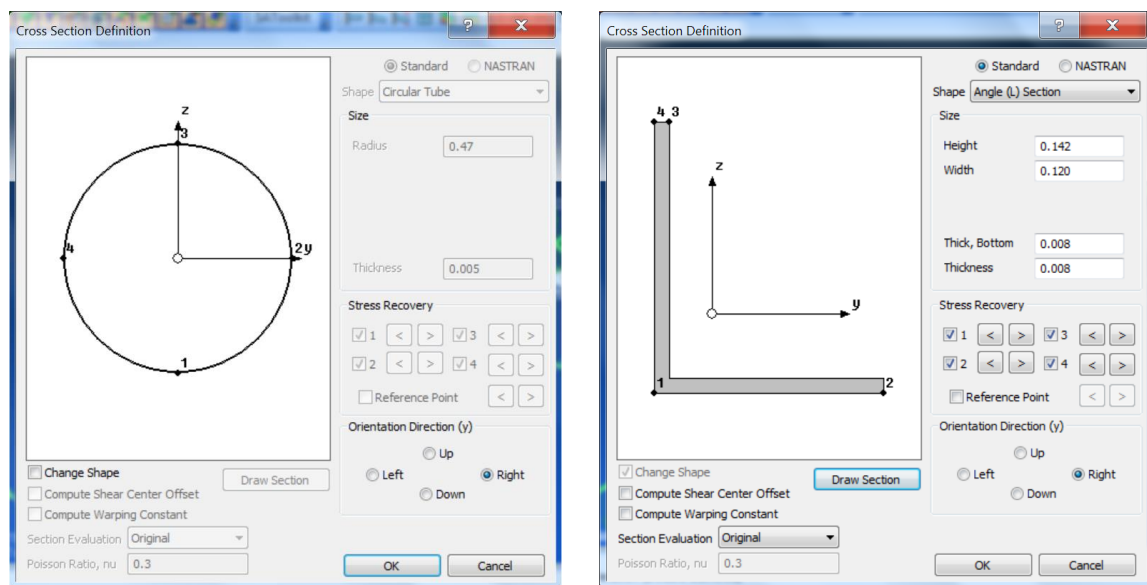 Cross Section Definition
Standard NASTRAN
Shape Circular Tube
Size
Radius 0.47
Thickness 0.005
z
3
4
2 y
1
Stress Recovery
1 < > 3 < >
2 < > 4 < >
Reference Point < >
Orientation Direction (y)
Up
Left Right
Down
Change Shape
Draw Section
Compute Shear Center Offset
Compute Warping Constant
Section Evaluation Original
Poisson Ratio, nu 0.3
OK Cancel
Cross Section Definition
Standard NASTRAN
Shape Angle (L) Section
Size
Height 0.142
Width 0.120
Thick, Bottom 0.008
Thickness 0.008
4 3
z
y
1 2
Stress Recovery
1 < > 3 < >
2 < > 4 < >
Reference Point < >
Orientation Direction (y)
Up
Left Right
Down
Change Shape
Draw Section
Compute Shear Center Offset
Compute Warping Constant
Section Evaluation Original
Poisson Ratio, nu 0.3
OK Cancel